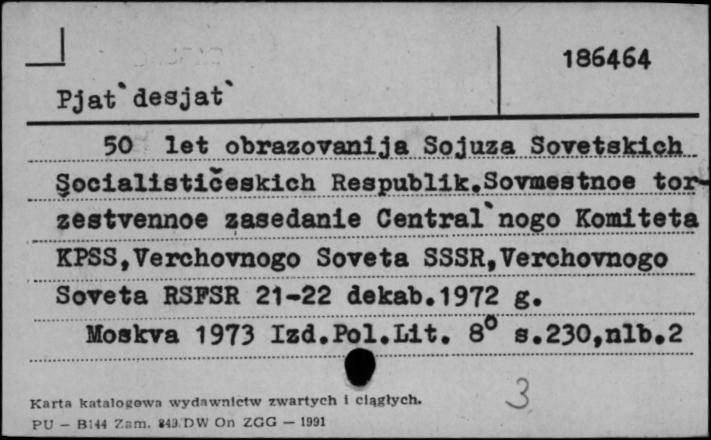 186464
Pjat`desjat`
50 let obrazovanija Sojuza Sovetskich
Socialističeskich Respublik.Sovmestnoe tor-
zestvennoe zasedanie Central`nogo Komiteta
KPSS,Verchovnogo Soveta SSSR,Verchovnogo
Soveta RSFSR 21-22 dekab.1972 g.
Moskva 1973 Izd.Pol.Lit. 8° s.230,nlb.2
3
Karta katalogowa wydawnictw zwartych i ciągłych.
PU — B144 Zam. 849 DW On ZGG — 1991